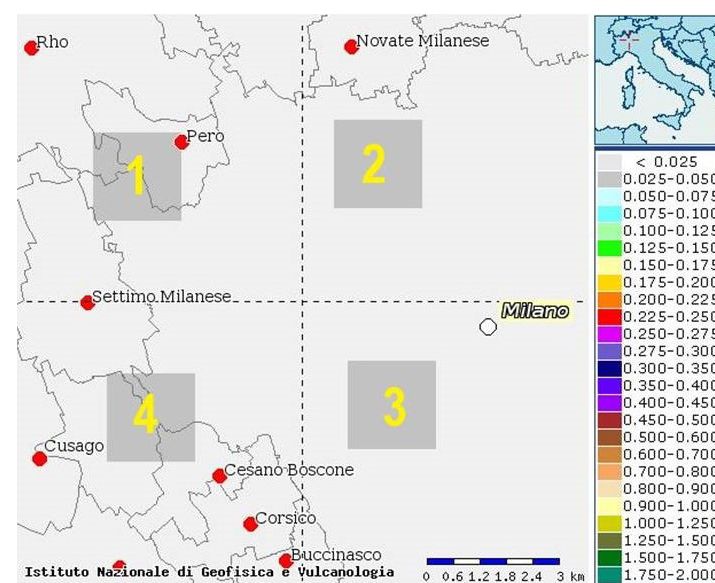 Rho
Novate Milanese
Pero
1
2
Settimo Milanese
Milano
3
4
Cusago
Cesano Boscone
Corsico
Buccinasco
Istituto Nazionale di Geofisica e Vulcanologia
0 0.6 1.2 1.8 2.4 3 km
< 0.025
0.025-0.050
0.050-0.075
0.075-0.100
0.100-0.125
0.125-0.150
0.150-0.175
0.175-0.200
0.200-0.225
0.225-0.250
0.250-0.275
0.275-0.300
0.300-0.350
0.350-0.400
0.400-0.450
0.450-0.500
0.500-0.600
0.600-0.700
0.700-0.800
0.800-0.900
0.900-1.000
1.000-1.250
1.250-1.500
1.500-1.750
1.750-2.000